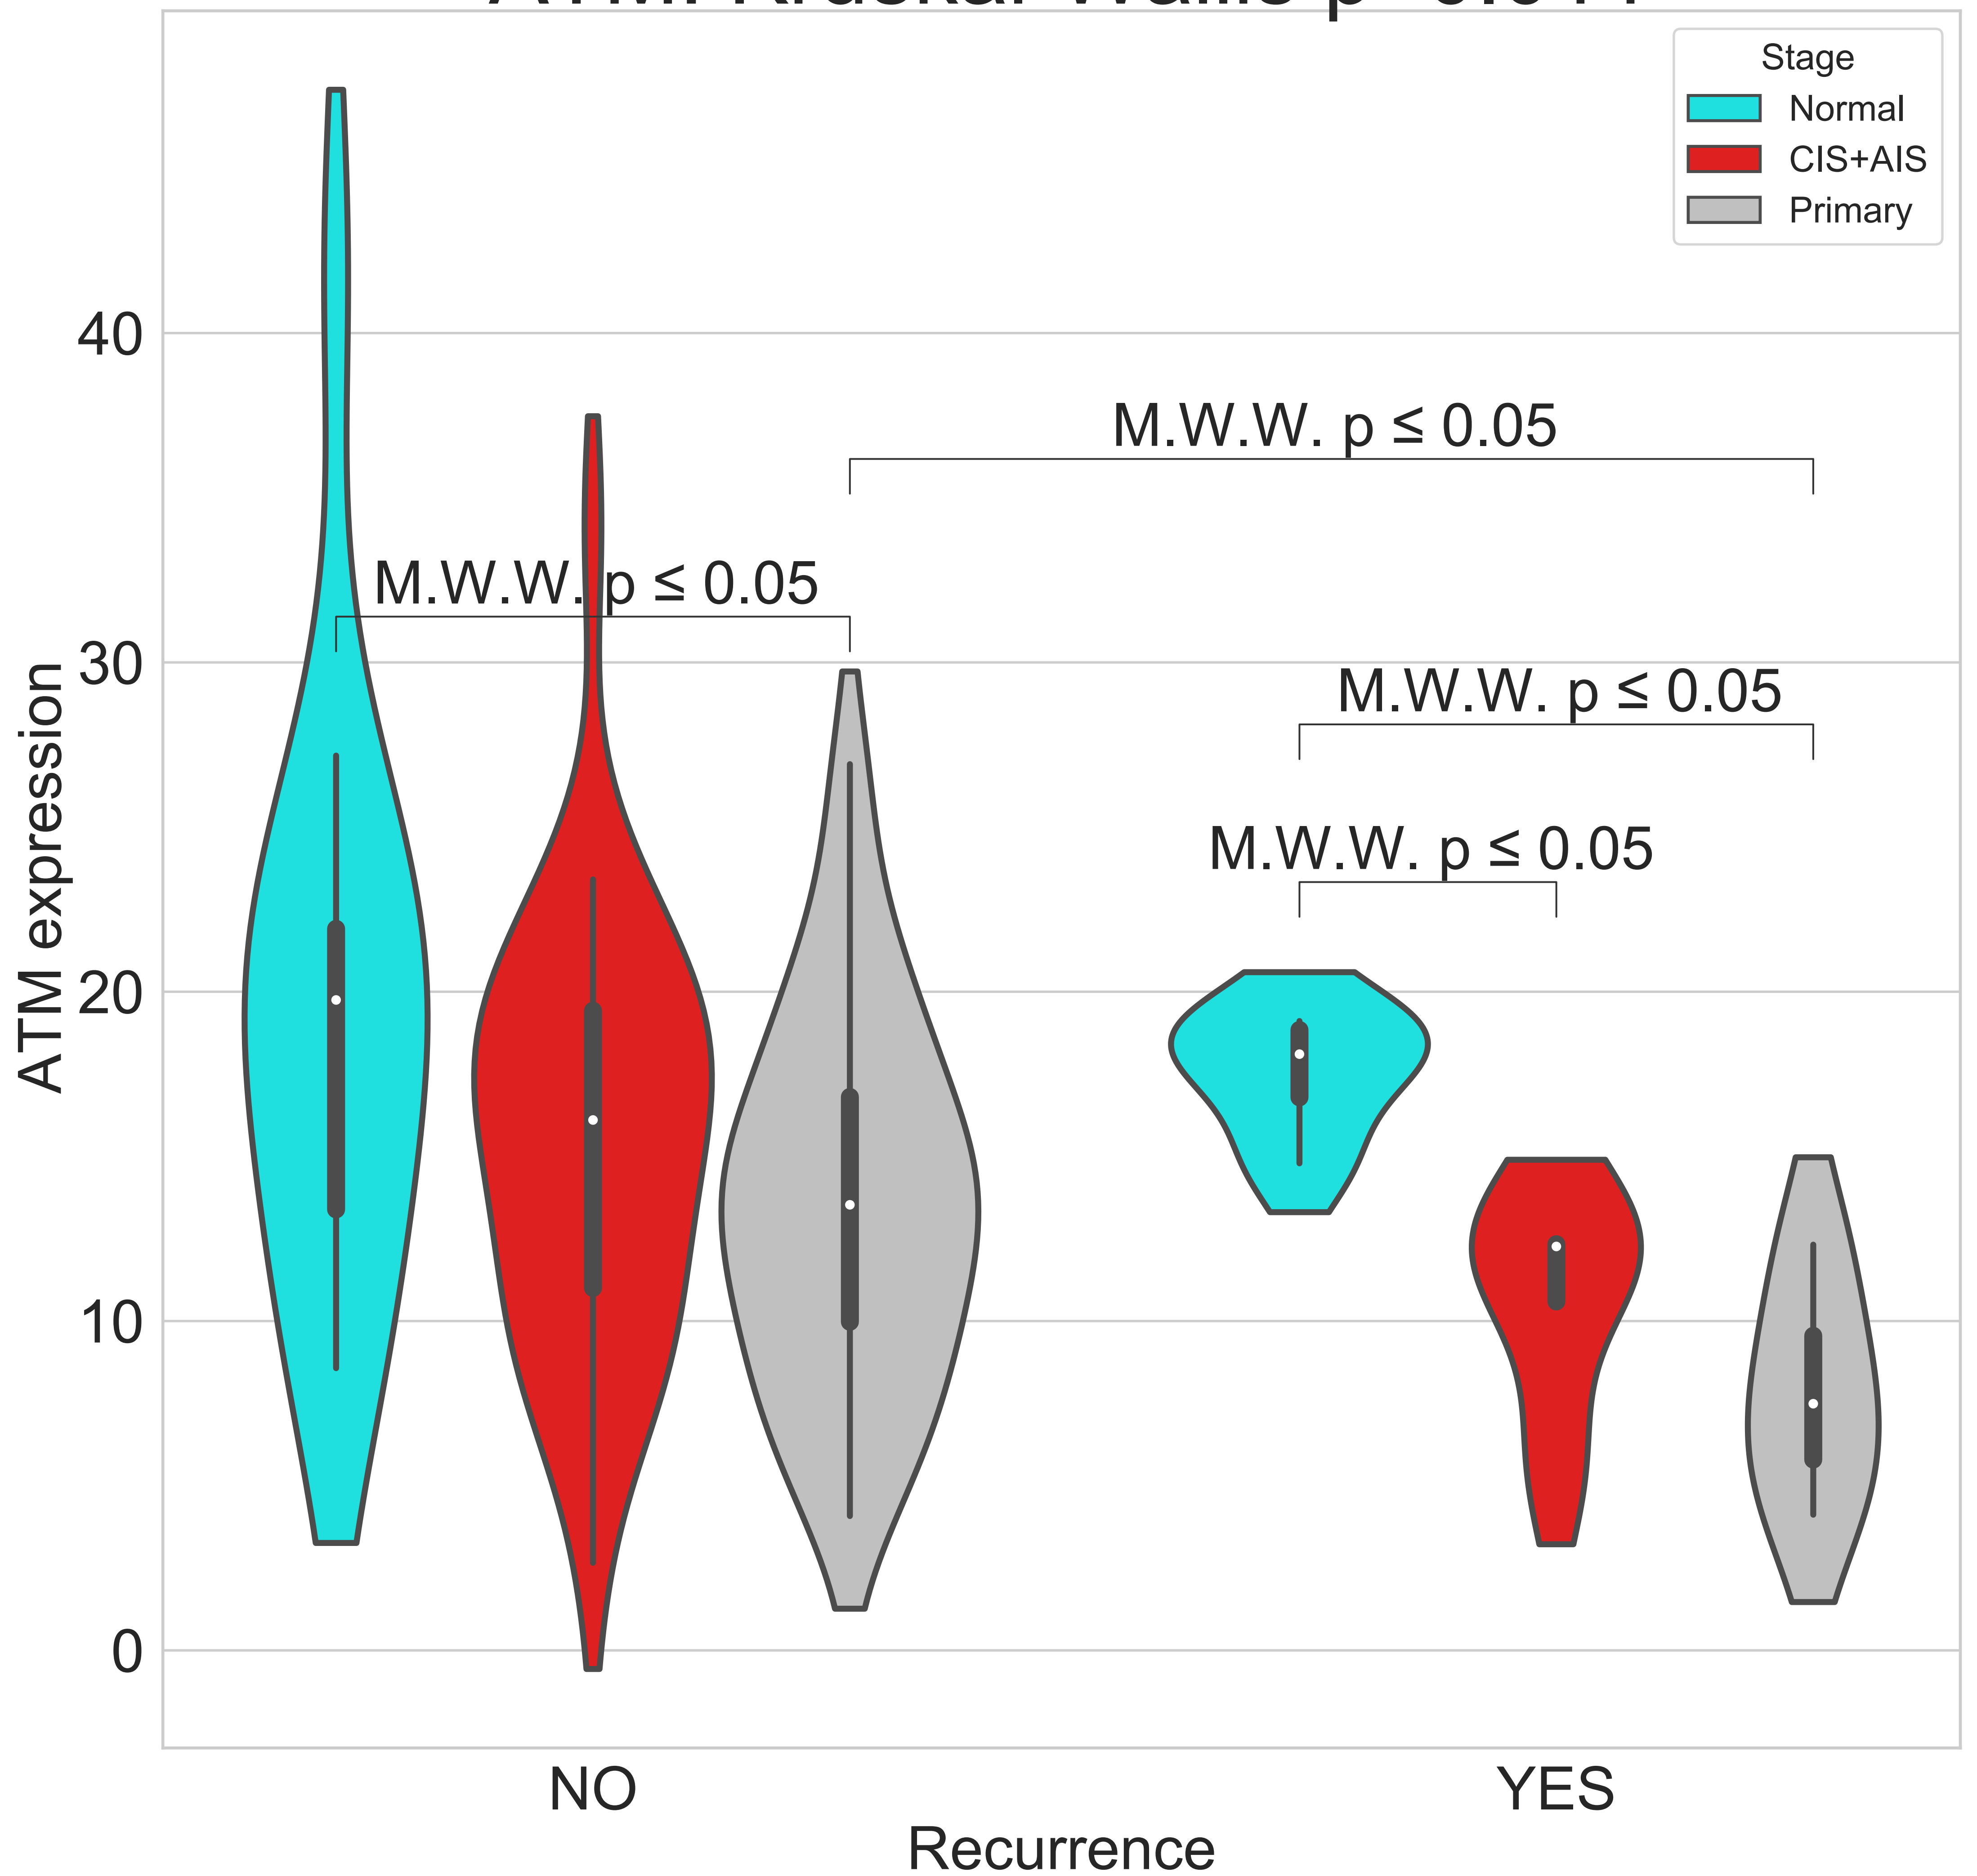 Stage
Normal
CIS+AIS
Primary
40
M.W.W. p ≤ 0.05
M.W.W. p ≤ 0.05
30
M.W.W. p ≤ 0.05
M.W.W. p ≤ 0.05
20
10
0
ATM expression
NO
YES
Recurrence